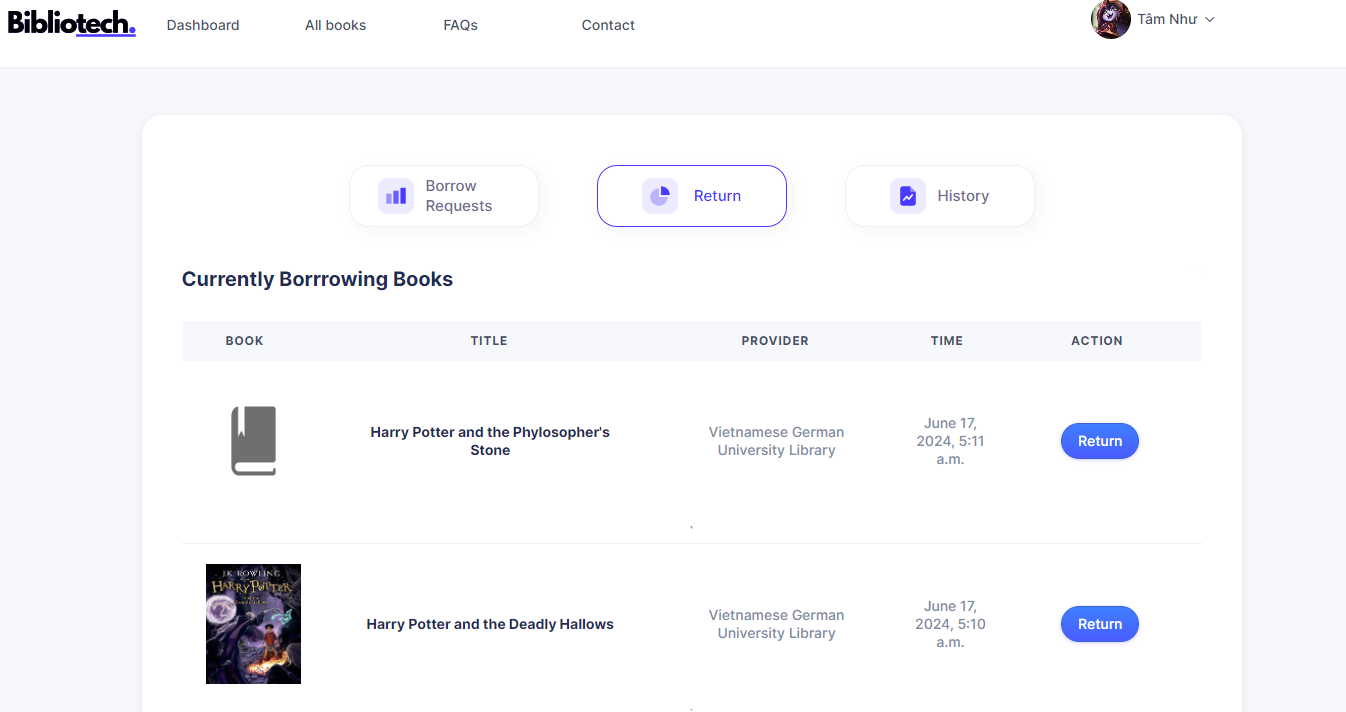 Bibliotech.
Dashboard
All books
FAQs
Contact
Tâm Như
Borrow
Requests
Return
History
Currently Borrrowing Books
BOOK
TITLE
PROVIDER
TIME
ACTION
Harry Potter and the Phylosopher's
Stone
Vietnamese German
University Library
June 17,
2024, 5:11
a.m.
Return
`
J.K. ROWLING
HARRY POTTER
Harry Potter and the Deadly Hallows
Vietnamese German
University Library
June 17,
2024, 5:10
a.m.
Return